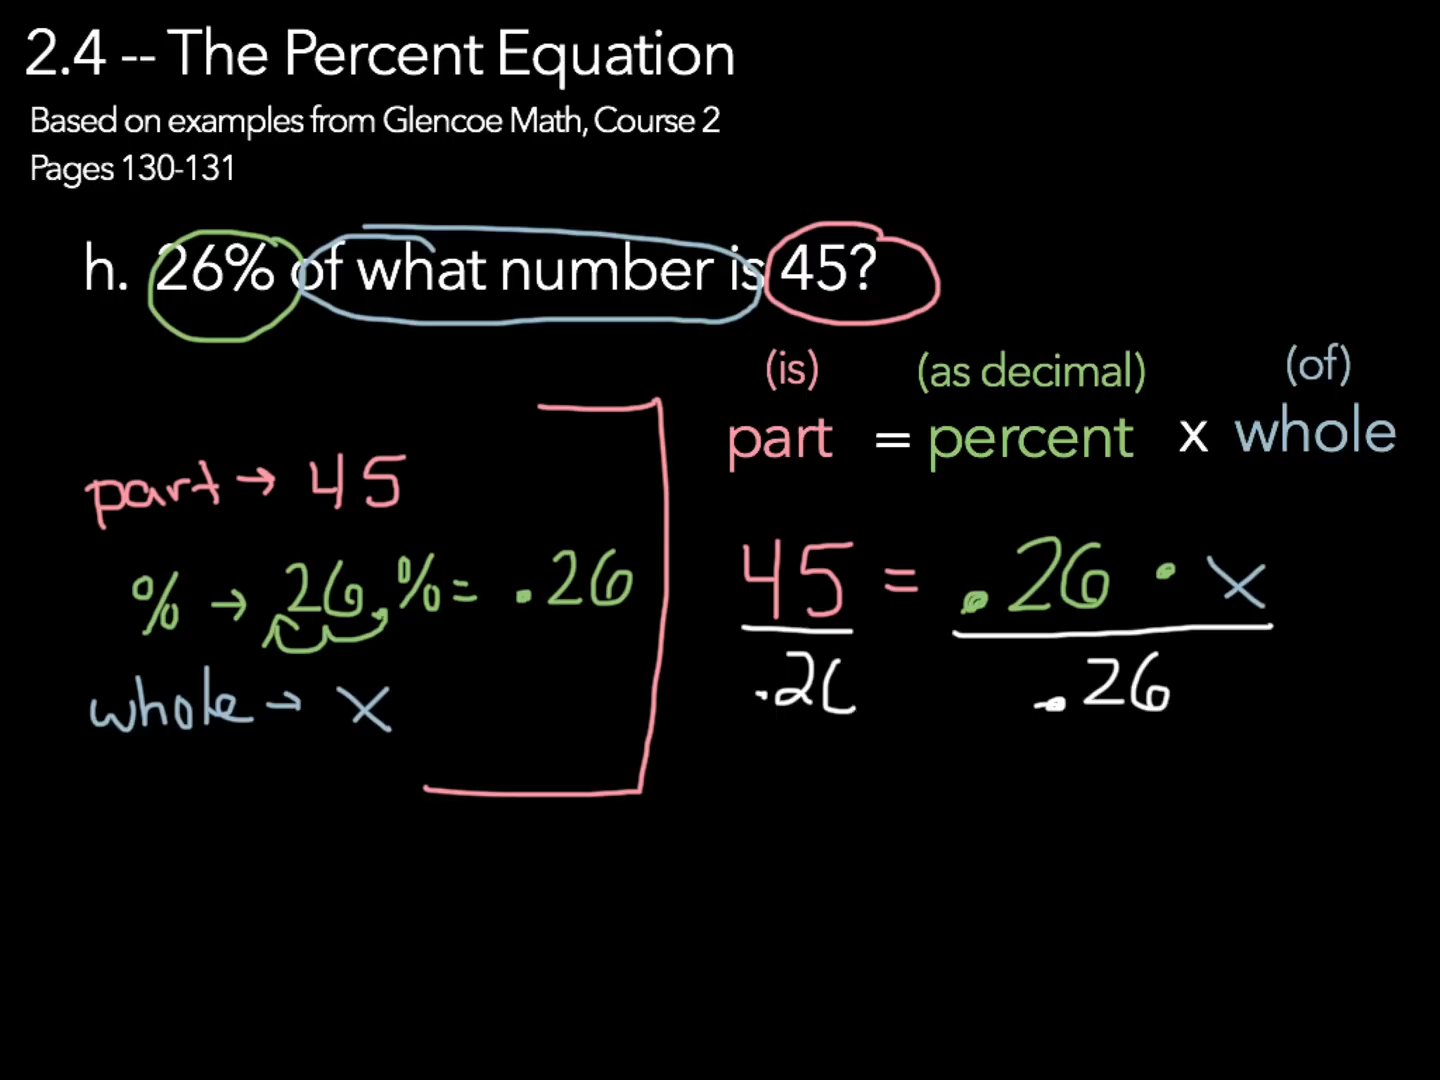 2.4 -- The Percent Equation
Based on examples from Glencoe Math, Course 2
Pages 130-131
h. 26% of what number is 45?
(is) (as decimal) (of)
part = percent x whole
part → 45
% → 26.% = .26
whole → x
45 = .26 · x
.26